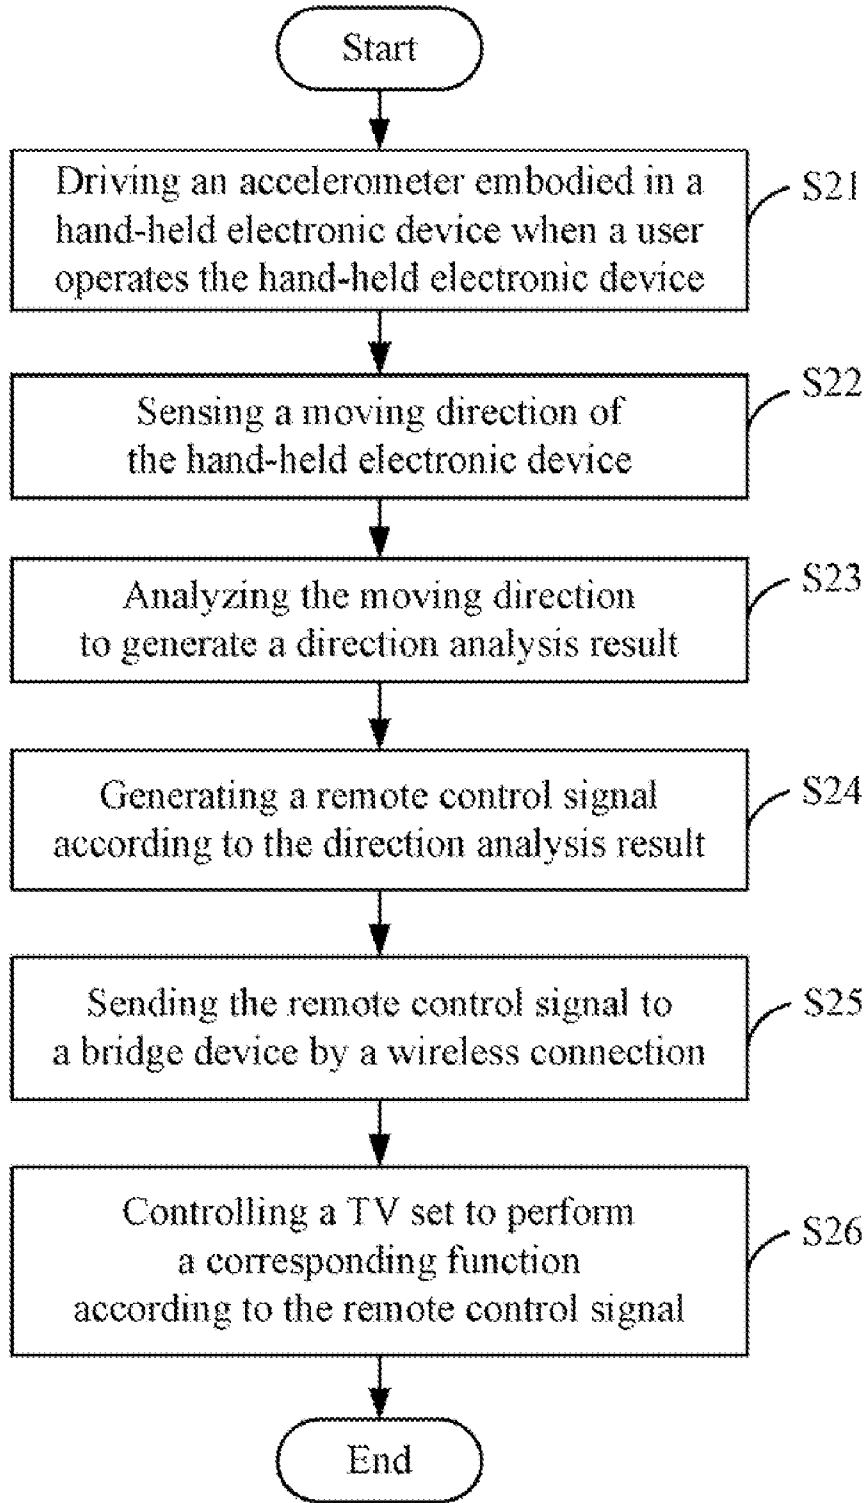 Start
Driving an accelerometer embodied in a
hand-held electronic device when a user
operates the hand-held electronic device
S21
Sensing a moving direction of
the hand-held electronic device
S22
Analyzing the moving direction
to generate a direction analysis result
S23
Generating a remote control signal
according to the direction analysis result
S24
Sending the remote control signal to
a bridge device by a wireless connection
S25
Controlling a TV set to perform
a corresponding function
according to the remote control signal
S26
End